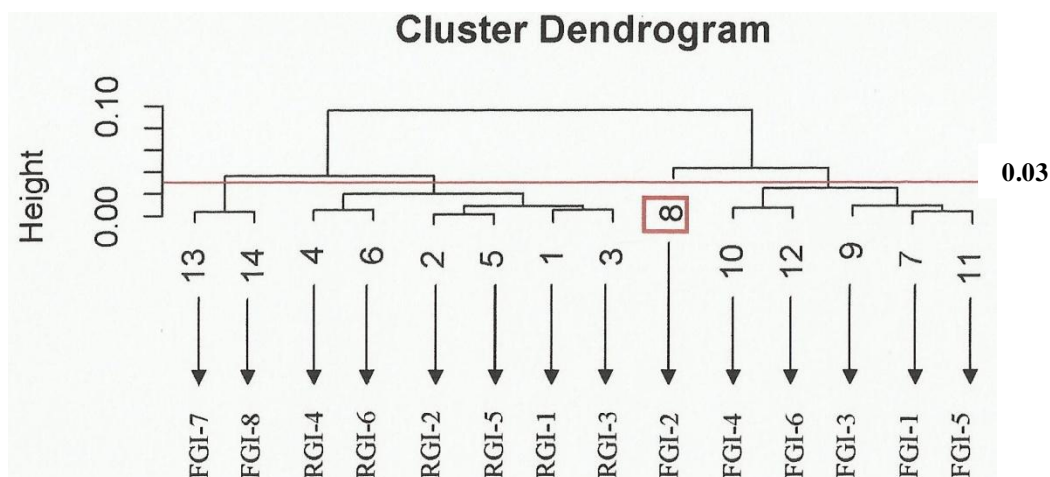 Cluster Dendrogram
Height
0.10
0.00
0.03
13 14 4 6 2 5 1 3 8 10 12 9 7 11
FGI-7 FGI-8 RGI-4 RGI-6 RGI-2 RGI-5 RGI-1 RGI-3 FGI-2 FGI-4 FGI-6 FGI-3 FGI-1 FGI-5